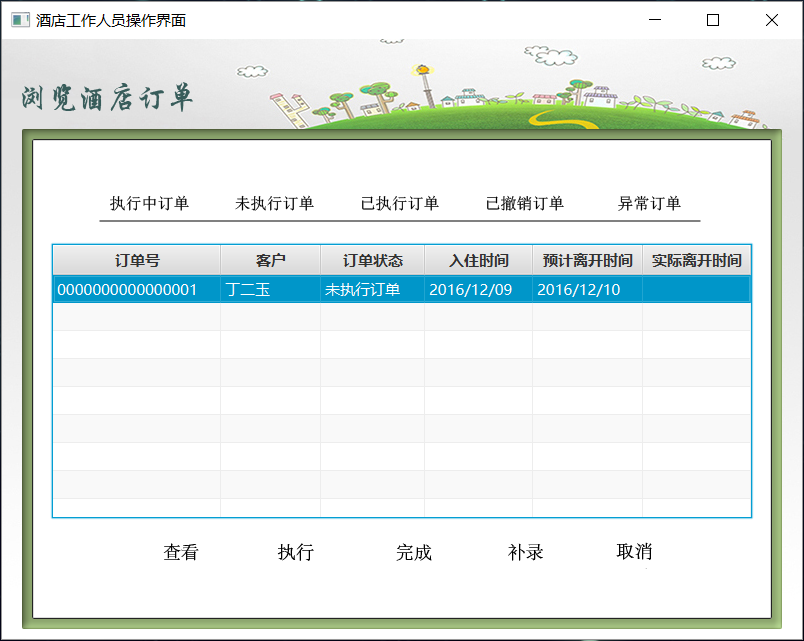 酒店工作人员操作界面
浏览酒店订单
执行中订单 未执行订单 已执行订单 已撤销订单 异常订单
订单号 客户 订单状态 入住时间 预计离开时间 实际离开时间
0000000000000001 丁二玉 未执行订单 2016/12/09 2016/12/10
查看 执行 完成 补录 取消